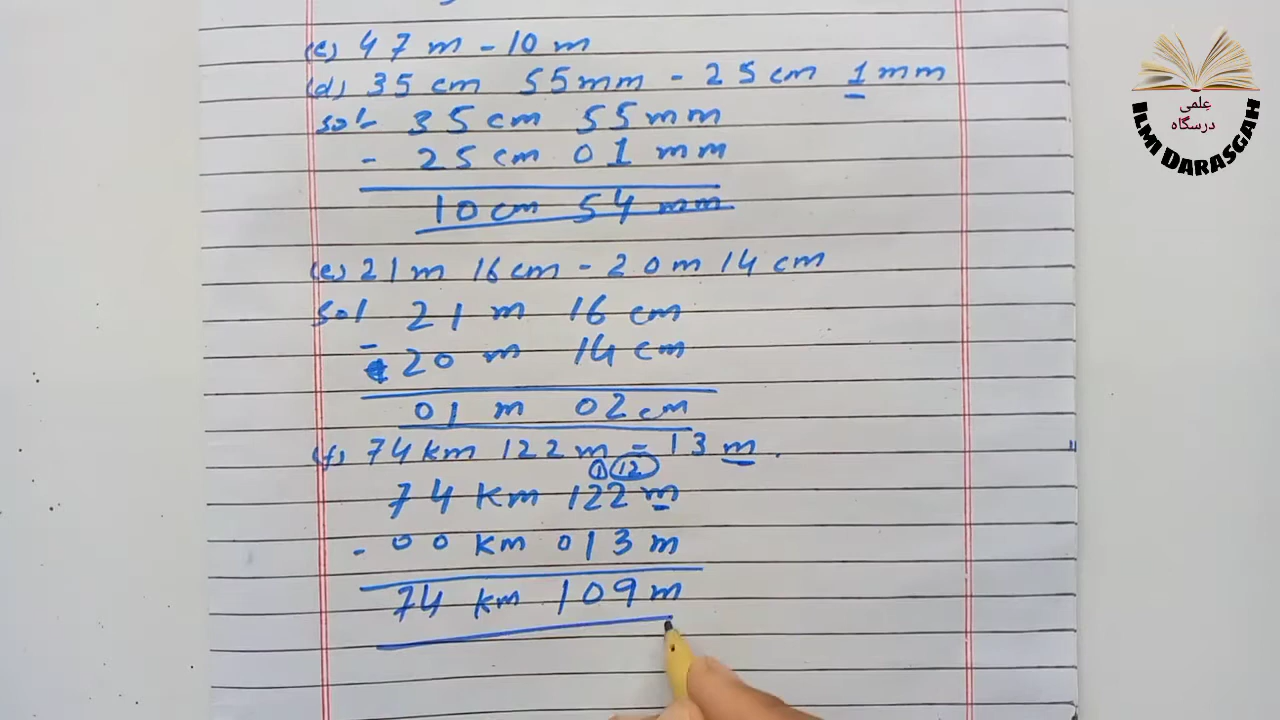 (c) 47 m - 10 m
(d) 35 cm 55 mm - 25 cm 1 mm
Sol- 35 cm 55 mm
- 25 cm 01 mm
10 cm 54 mm
(e) 21 m 16 cm - 20 m 14 cm
Sol 21 m 16 cm
- 20 m 14 cm
01 m 02 cm
(f) 74 km 122 m - 13 m .
1 12
74 km 122 m
- 00 km 013 m
74 km 109 m
عِلمی
درسگاہ
ILMI DARASGAH